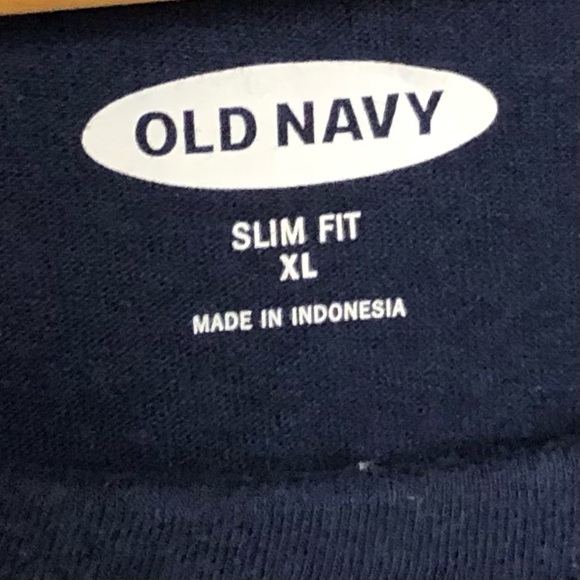 OLD NAVY
SLIM FIT
XL
MADE IN INDONESIA